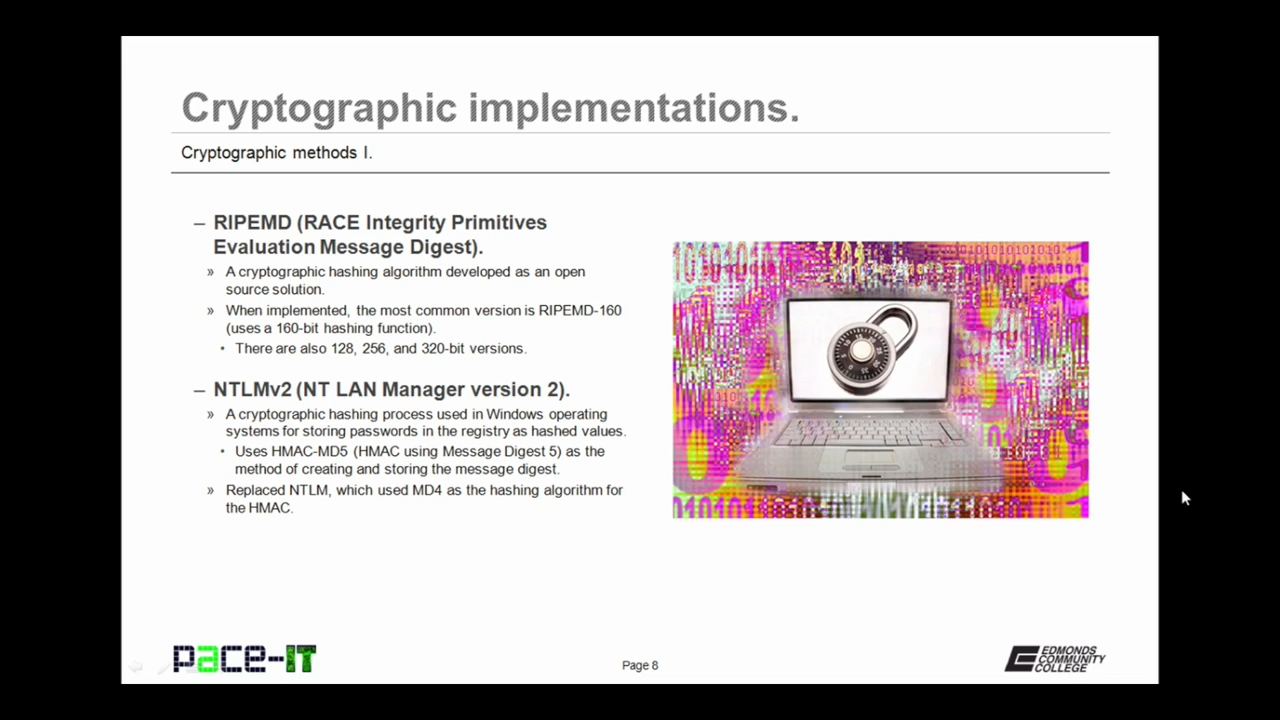 Cryptographic implementations.
Cryptographic methods I.
– RIPEMD (RACE Integrity Primitives
Evaluation Message Digest).
» A cryptographic hashing algorithm developed as an open
source solution.
» When implemented, the most common version is RIPEMD-160
(uses a 160-bit hashing function).
• There are also 128, 256, and 320-bit versions.
– NTLMv2 (NT LAN Manager version 2).
» A cryptographic hashing process used in Windows operating
systems for storing passwords in the registry as hashed values.
• Uses HMAC-MD5 (HMAC using Message Digest 5) as the
method of creating and storing the message digest.
» Replaced NTLM, which used MD4 as the hashing algorithm for
the HMAC.
pace-IT
Page 8
EDMONDS
COMMUNITY
COLLEGE